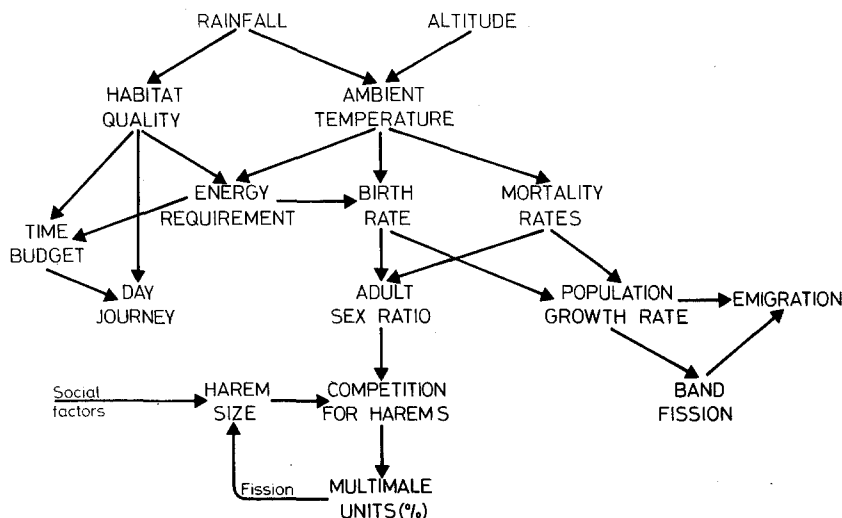 RAINFALL
ALTITUDE
HABITAT
QUALITY
AMBIENT
TEMPERATURE
ENERGY
REQUIREMENT
BIRTH
RATE
MORTALITY
RATES
TIME
BUDGET
DAY
JOURNEY
ADULT
SEX RATIO
POPULATION
GROWTH RATE
EMIGRATION
Social
factors
HAREM
SIZE
COMPETITION
FOR HAREMS
BAND
FISSION
Fission
MULTIMALE
UNITS(%)